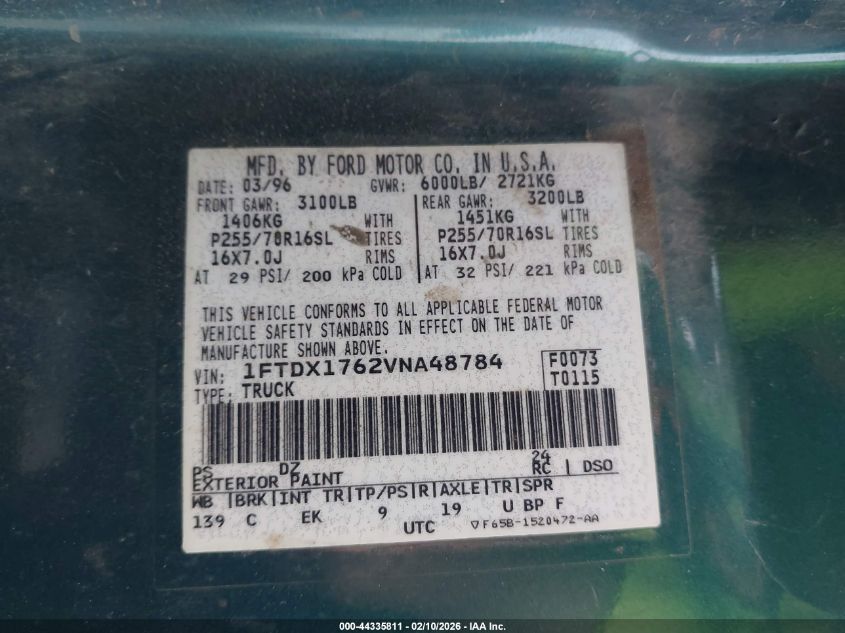 MFD. BY FORD MOTOR CO. IN U.S.A.
DATE: 03/96 GVWR: 6000LB/ 2721KG
FRONT GAWR: 3100LB REAR GAWR: 3200LB
1406KG WITH 1451KG WITH
P255/70R16SL TIRES P255/70R16SL TIRES
16X7.0J RIMS 16X7.0J RIMS
AT 29 PSI/ 200 kPa COLD AT 32 PSI/ 221 kPa COLD
THIS VEHICLE CONFORMS TO ALL APPLICABLE FEDERAL MOTOR
VEHICLE SAFETY STANDARDS IN EFFECT ON THE DATE OF
MANUFACTURE SHOWN ABOVE.
VIN: 1FTDX1762VNA48784 F0073
TYPE: TRUCK T0115
PS DZ 24
EXTERIOR PAINT RC | DSO
WB |BRK|INT TR|TP/PS|R|AXLE|TR|SPR
139 C EK 9 19 U BP F
UTC ▽F65B-1520472-AA
000-44335811 - 02/10/2026 - IAA Inc.